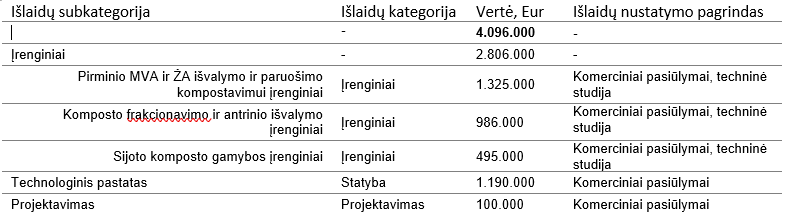 Išlaidų subkategorija Išlaidų kategorija Vertė, Eur Išlaidų nustatymo pagrindas
- 4.096.000 -
Įrenginiai - 2.806.000 -
Pirminio MVA ir ŽA išvalymo ir paruošimo
kompostavimui įrenginiai Įrenginiai 1.325.000 Komerciniai pasiūlymai, techninė
studija
Komposto frakcionavimo ir antrinio išvalymo
įrenginiai Įrenginiai 986.000 Komerciniai pasiūlymai, techninė
studija
Sijoto komposto gamybos įrenginiai Įrenginiai 495.000 Komerciniai pasiūlymai, techninė
studija
Technologinis pastatas Statyba 1.190.000 Komerciniai pasiūlymai
Projektavimas Projektavimas 100.000 Komerciniai pasiūlymai